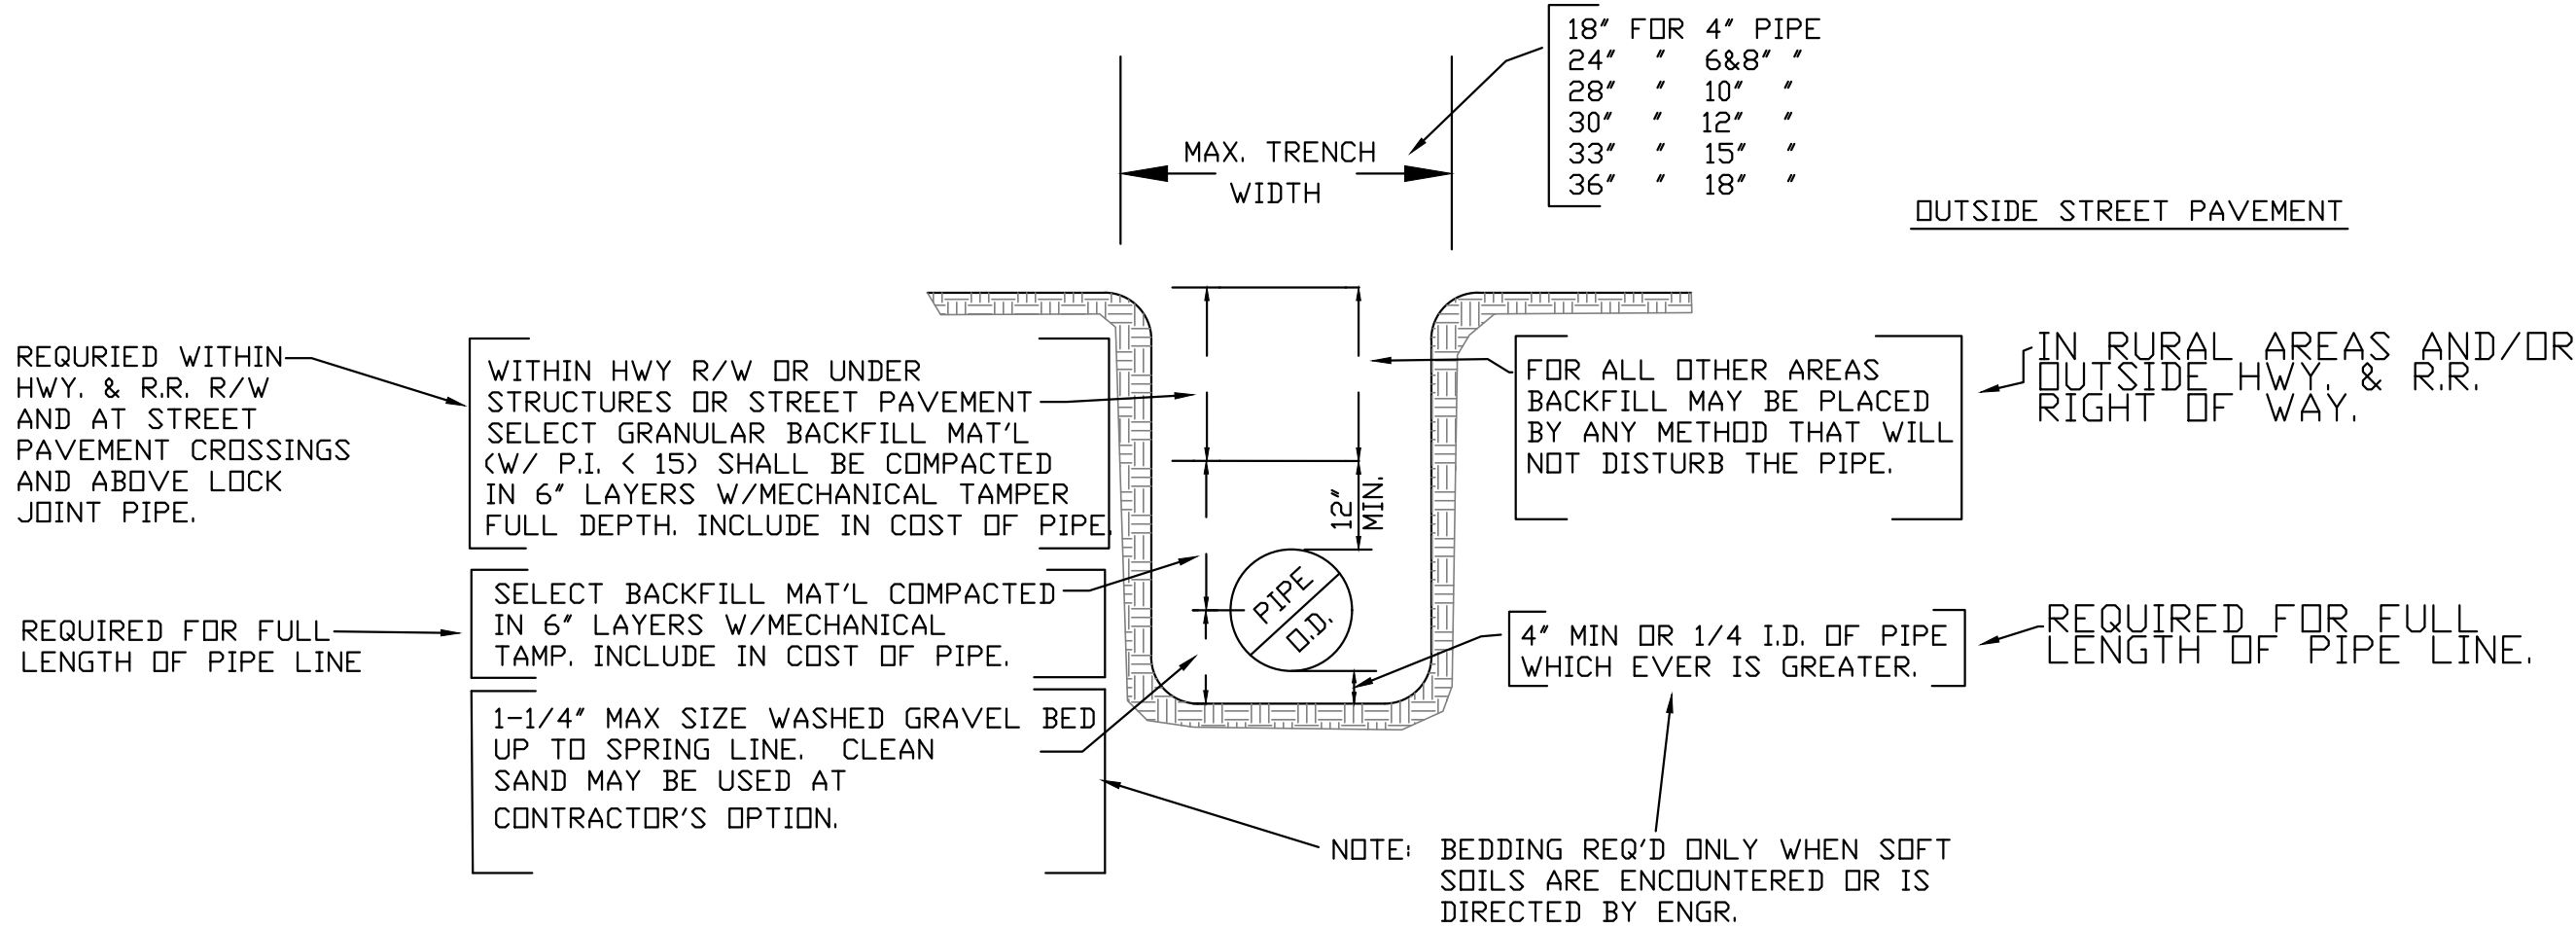 18" FOR 4" PIPE
24" " 6&8" "
28" " 10" "
30" " 12" "
33" " 15" "
36" " 18" "
MAX. TRENCH
WIDTH
OUTSIDE STREET PAVEMENT
REQURIED WITHIN
HWY. & R.R. R/W
AND AT STREET
PAVEMENT CROSSINGS
AND ABOVE LOCK
JOINT PIPE.
WITHIN HWY R/W OR UNDER
STRUCTURES OR STREET PAVEMENT
SELECT GRANULAR BACKFILL MAT'L
(W/ P.I. < 15) SHALL BE COMPACTED
IN 6" LAYERS W/MECHANICAL TAMPER
FULL DEPTH. INCLUDE IN COST OF PIPE.
FOR ALL OTHER AREAS
BACKFILL MAY BE PLACED
BY ANY METHOD THAT WILL
NOT DISTURB THE PIPE.
IN RURAL AREAS AND/OR
OUTSIDE HWY. & R.R.
RIGHT OF WAY.
12"
MIN.
PIPE
O.D.
REQUIRED FOR FULL
LENGTH OF PIPE LINE
SELECT BACKFILL MAT'L COMPACTED
IN 6" LAYERS W/MECHANICAL
TAMP. INCLUDE IN COST OF PIPE.
4" MIN OR 1/4 I.D. OF PIPE
WHICH EVER IS GREATER.
REQUIRED FOR FULL
LENGTH OF PIPE LINE.
1-1/4" MAX SIZE WASHED GRAVEL BED
UP TO SPRING LINE. CLEAN
SAND MAY BE USED AT
CONTRACTOR'S OPTION.
NOTE: BEDDING REQ'D ONLY WHEN SOFT
SOILS ARE ENCOUNTERED OR IS
DIRECTED BY ENGR.